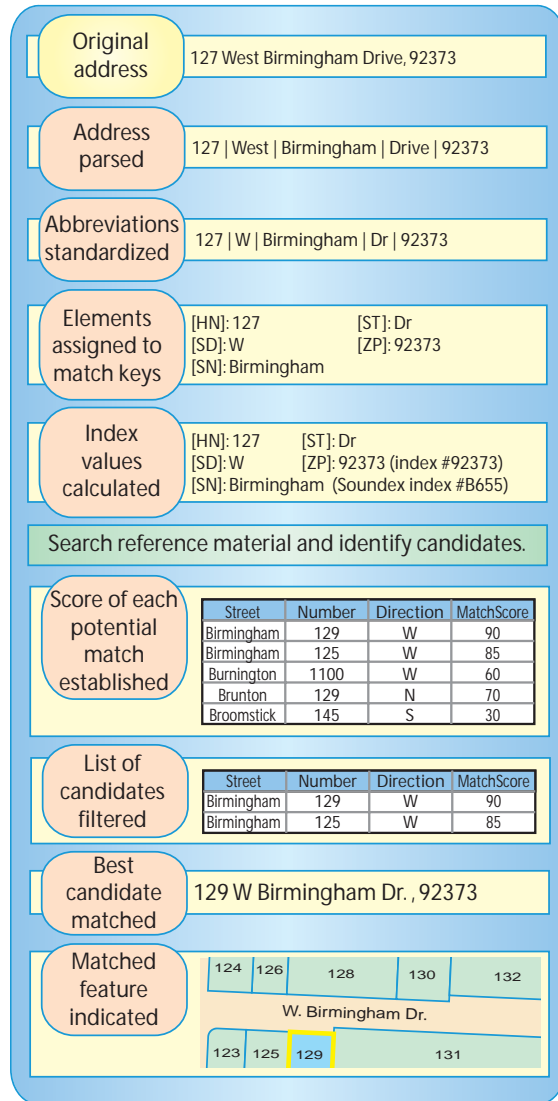 Original
address
127 West Birmingham Drive, 92373
Address
parsed
127 | West | Birmingham | Drive | 92373
Abbreviations
standardized
127 | W | Birmingham | Dr | 92373
Elements
assigned to
match keys
[HN]: 127 [ST]: Dr
[SD]: W [ZP]: 92373
[SN]: Birmingham
Index
values
calculated
[HN]: 127 [ST]: Dr
[SD]: W [ZP]: 92373 (index #92373)
[SN]: Birmingham (Soundex index #B655)
Search reference material and identify candidates.
Score of each
potential
match
established
Street Number Direction MatchScore
Birmingham 129 W 90
Birmingham 125 W 85
Burnington 1100 W 60
Brunton 129 N 70
Broomstick 145 S 30
List of
candidates
filtered
Street Number Direction MatchScore
Birmingham 129 W 90
Birmingham 125 W 85
Best
candidate
matched
129 W Birmingham Dr. , 92373
Matched
feature
indicated
124 126 128 130 132
W. Birmingham Dr.
123 125 129 131